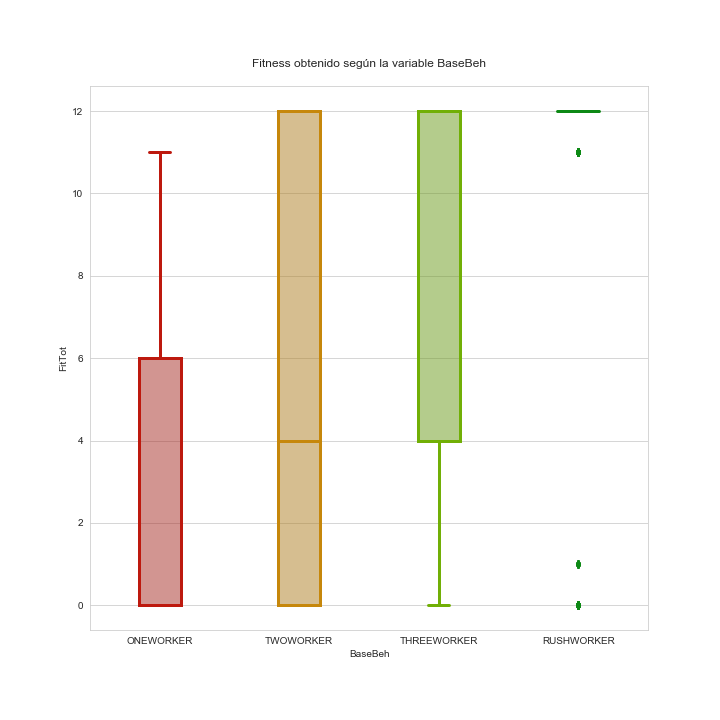 Fitness obtenido según la variable BaseBeh
12
10
8
6
4
2
0
FitTot
ONEWORKER TWOWORKER THREEWORKER RUSHWORKER
BaseBeh